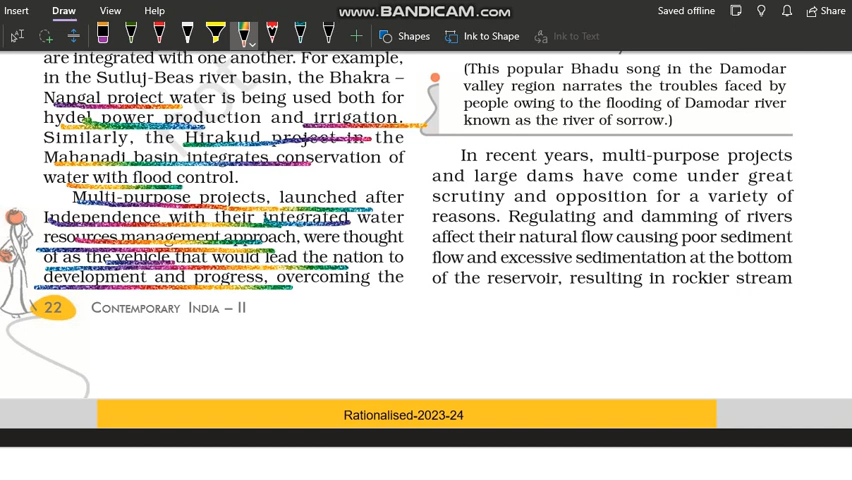 Insert Draw View Help WWW.BANDICAM.COM Saved offline Share
Shapes Ink to Shape Ink to Text
are integrated with one another. For example,
in the Sutluj-Beas river basin, the Bhakra –
Nangal project water is being used both for
hydel power production and irrigation.
Similarly, the Hirakud project in the
Mahanadi basin integrates conservation of
water with flood control.
Multi-purpose projects, launched after
Independence with their integrated water
resources management approach, were thought
of as the vehicle that would lead the nation to
development and progress, overcoming the
22 CONTEMPORARY INDIA – II
(This popular Bhadu song in the Damodar
valley region narrates the troubles faced by
people owing to the flooding of Damodar river
known as the river of sorrow.)
In recent years, multi-purpose projects
and large dams have come under great
scrutiny and opposition for a variety of
reasons. Regulating and damming of rivers
affect their natural flow causing poor sediment
flow and excessive sedimentation at the bottom
of the reservoir, resulting in rockier stream
Rationalised-2023-24